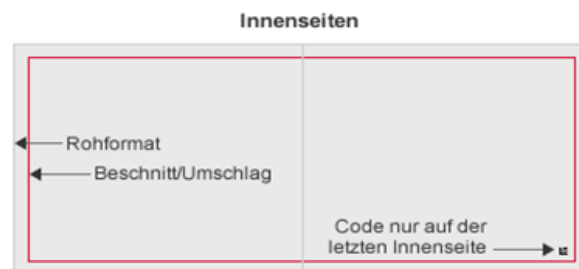 Innenseiten
Rohformat
Beschnitt/Umschlag
Code nur auf der
letzten Innenseite